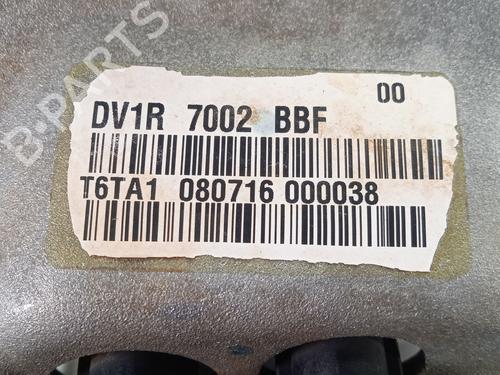 B-PARTS
00
DV1R 7002 BBF
T6TA1 080716 000038